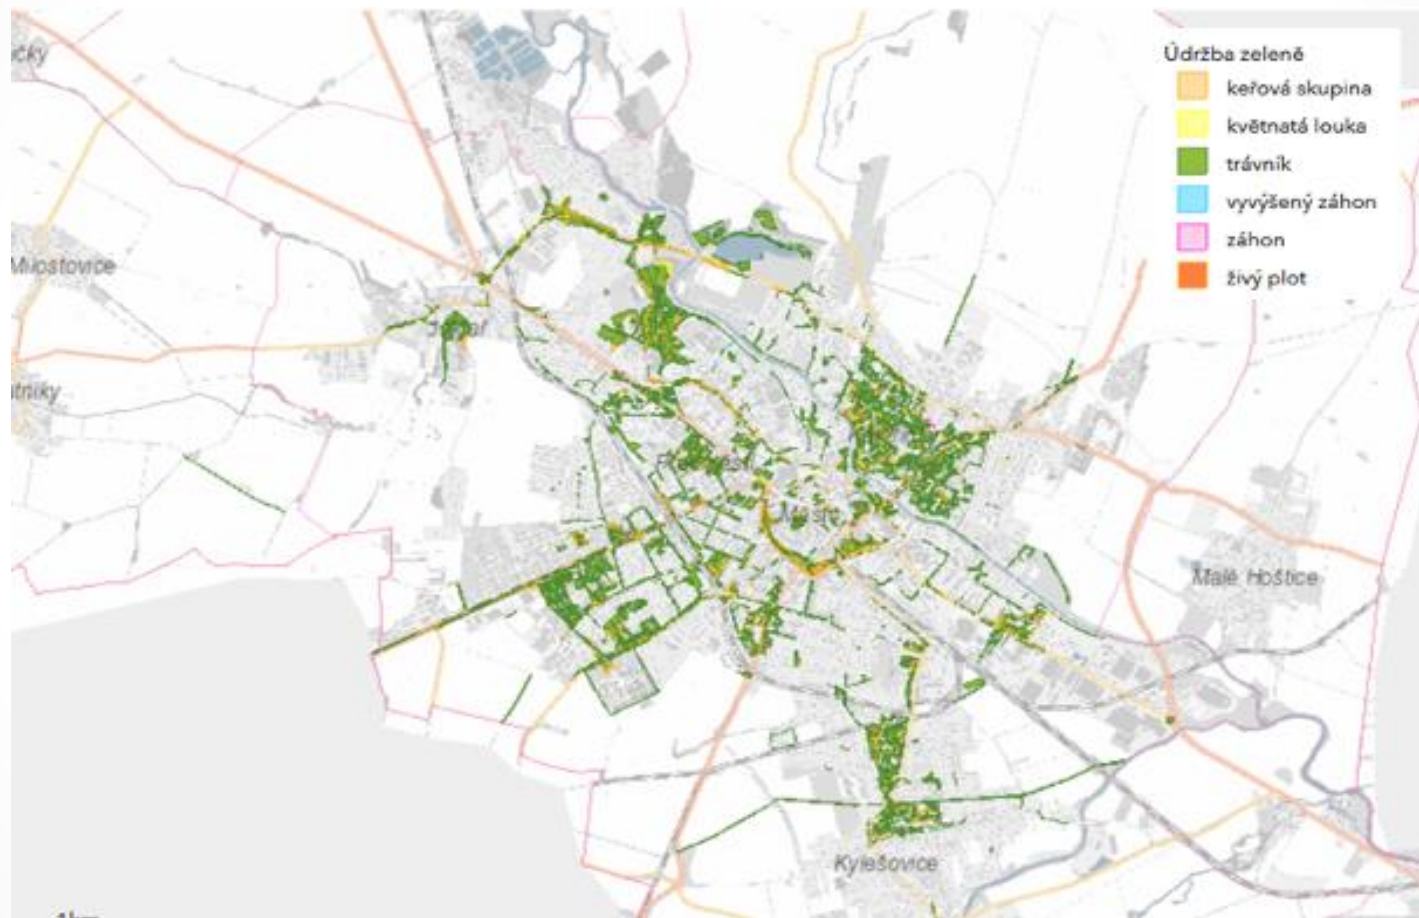 Údržba zeleně
keřová skupina
květnatá louka
trávník
vyvýšený záhon
záhon
živý plot
Milostovice
Malé Hoštice
Kylešovice